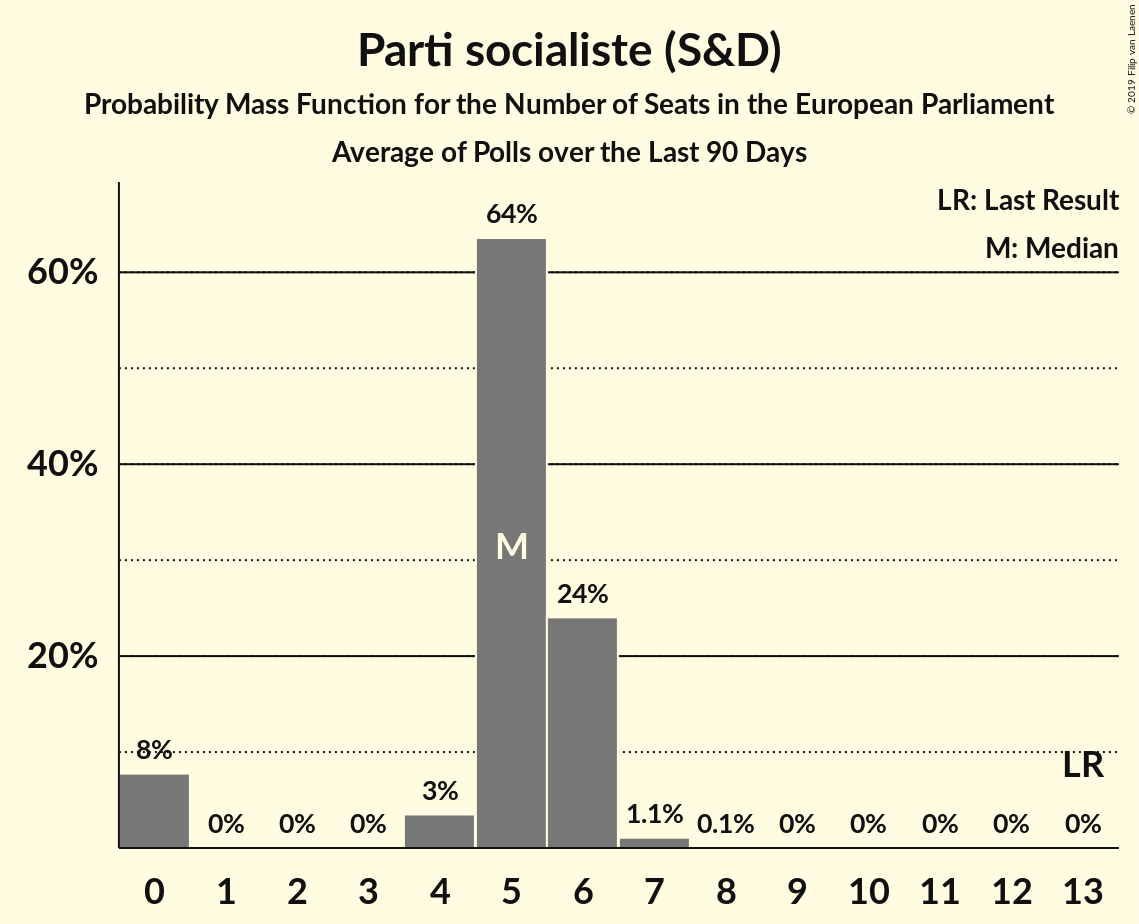 Parti socialiste (S&D)
Probability Mass Function for the Number of Seats in the European Parliament
Average of Polls over the Last 90 Days
© 2019 Filip van Laenen
LR: Last Result
M: Median
64%
60%
40%
M
24%
20%
8%
LR
3%
1.1%
0% 0% 0% 0.1% 0% 0% 0% 0% 0%
0 1 2 3 4 5 6 7 8 9 10 11 12 13